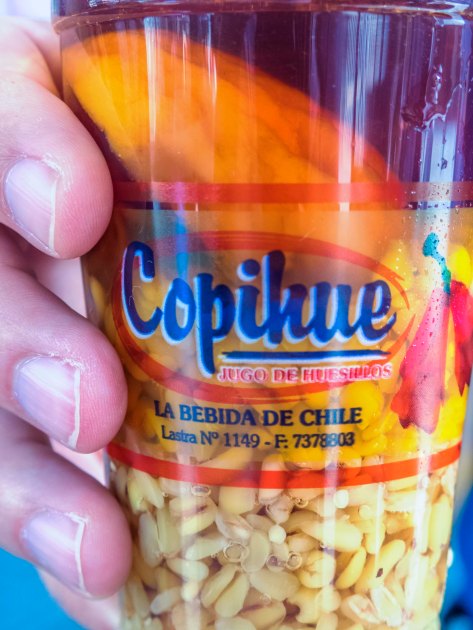 Copihue
JUGO DE HUESILLOS
LA BEBIDA DE CHILE
Lastra Nº 1149 - F: 7378803